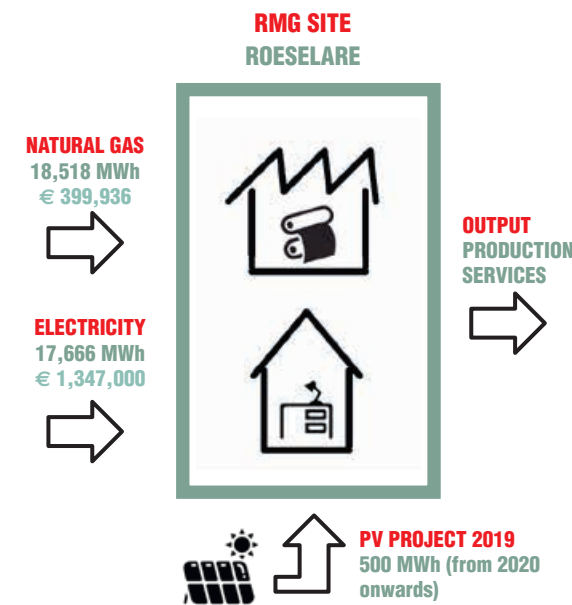 RMG SITE
ROESELARE
NATURAL GAS
18,518 MWh
€ 399,936
OUTPUT
PRODUCTION
SERVICES
ELECTRICITY
17,666 MWh
€ 1,347,000
PV PROJECT 2019
500 MWh (from 2020
onwards)